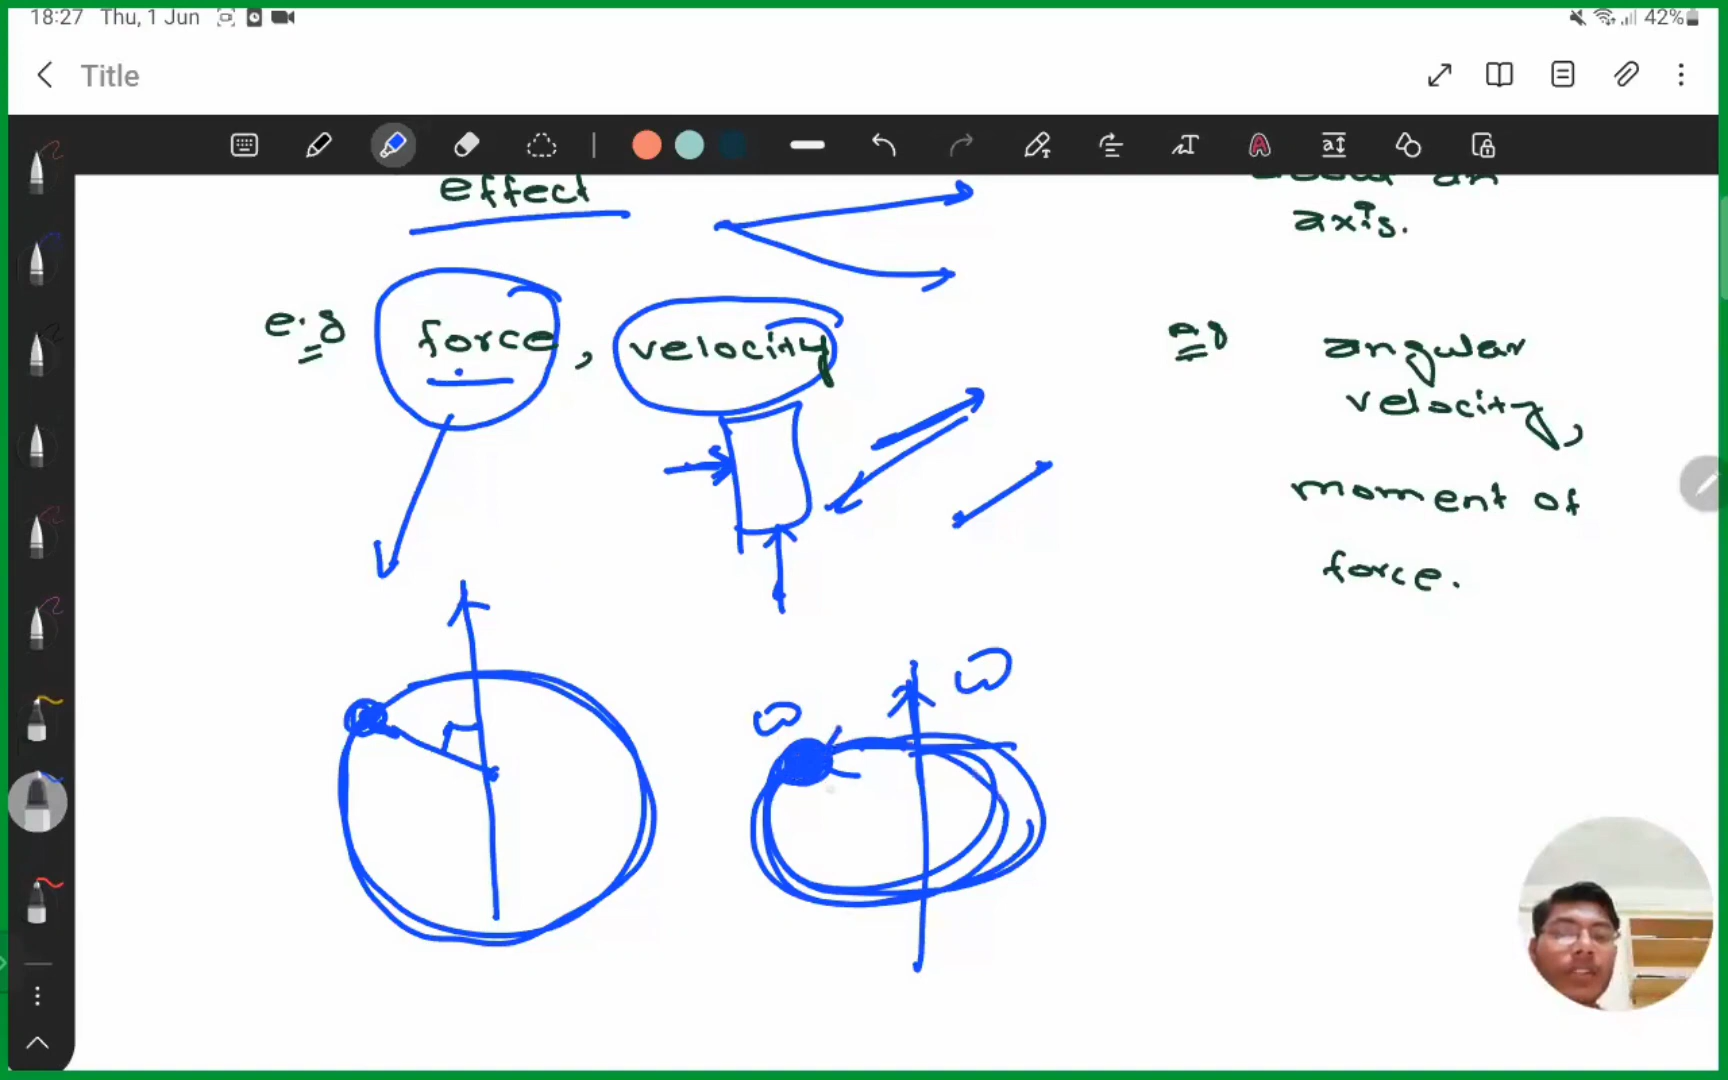 18:27 Thu, 1 Jun
42%
Title
effect
axis.
e.g force, velocity
e.g angular
velocity,
moment of
force.
ω
ω